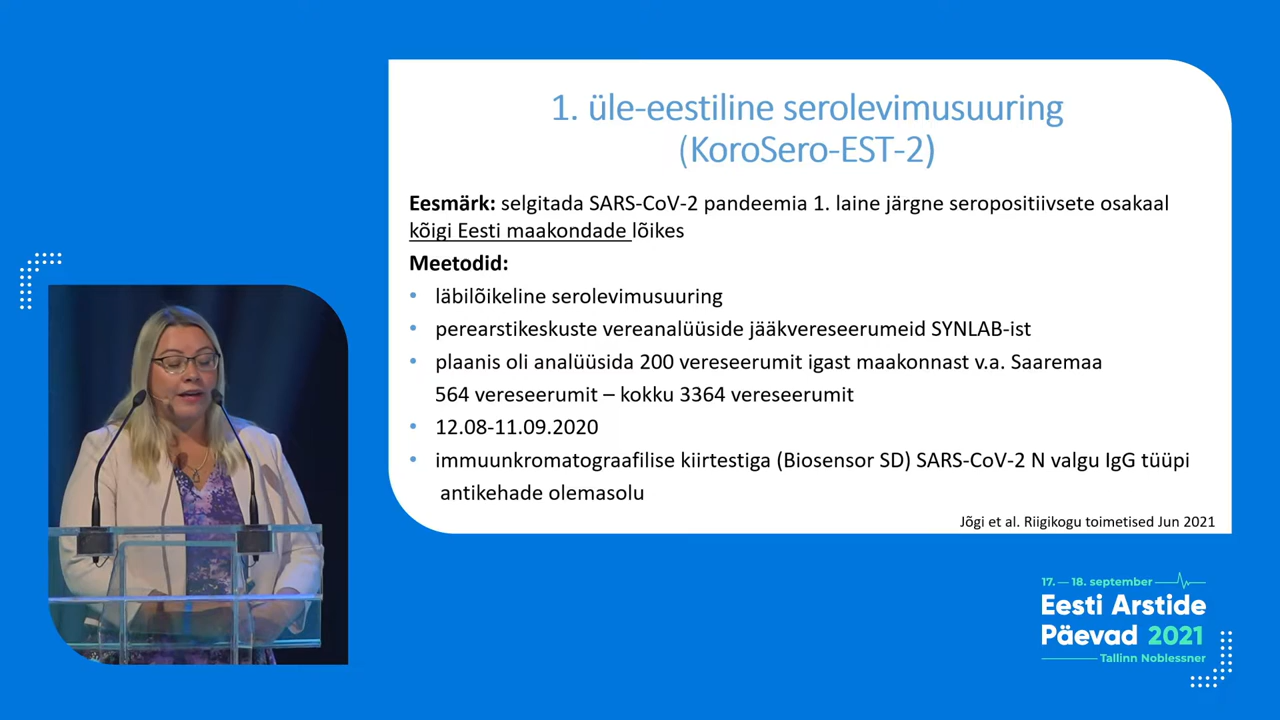 1. üle-eestiline serolevimusuuring
(KoroSero-EST-2)
Eesmärk: selgitada SARS-CoV-2 pandeemia 1. laine järgne seropositiivsete osakaal
kõigi Eesti maakondade lõikes
Meetodid:
• läbilõikeline serolevimusuuring
• perearstikeskuste vereanalüüside jääkvereseerumeid SYNLAB-ist
• plaanis oli analüüsida 200 vereseerumit igast maakonnast v.a. Saaremaa
564 vereseerumit – kokku 3364 vereseerumit
• 12.08-11.09.2020
• immuunkromatograafilise kiirtestiga (Biosensor SD) SARS-CoV-2 N valgu IgG tüüpi
antikehade olemasolu
Jõgi et al. Riigikogu toimetised Jun 2021
17. — 18. september
Eesti Arstide
Päevad 2021
Tallinn Noblessner